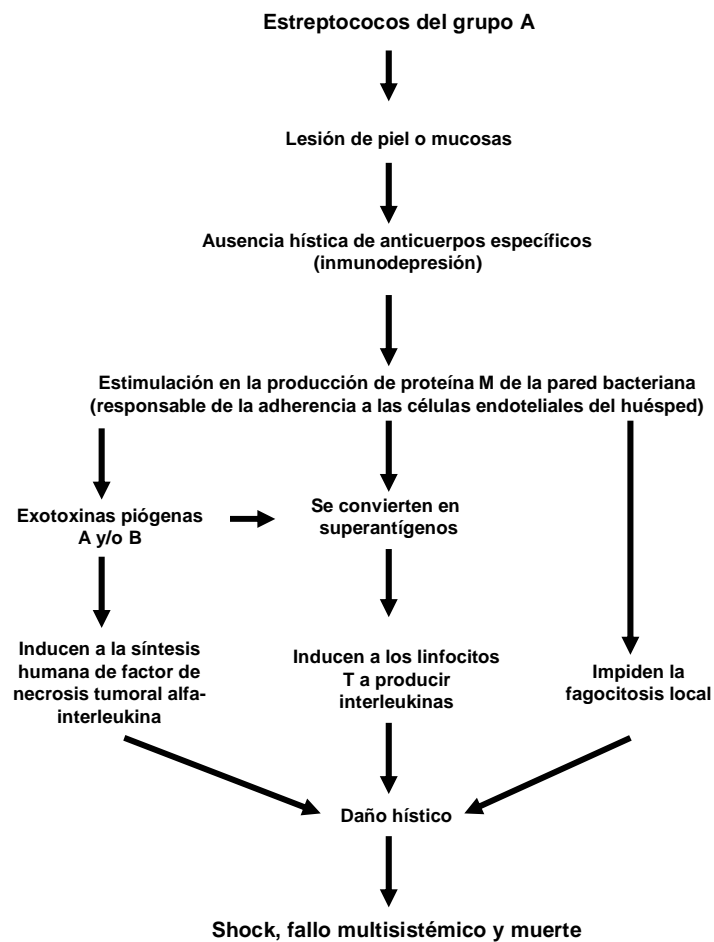 Estreptococos del grupo A
Lesión de piel o mucosas
Ausencia hística de anticuerpos específicos
(inmunodepresión)
Estimulación en la producción de proteína M de la pared bacteriana
(responsable de la adherencia a las células endoteliales del huésped)
Exotoxinas piógenas
A y/o B
Se convierten en
superantígenos
Inducen a la síntesis
humana de factor de
necrosis tumoral alfa-
interleukina
Inducen a los linfocitos
T a producir
interleukinas
Impiden la
fagocitosis local
Daño hístico
Shock, fallo multisistémico y muerte